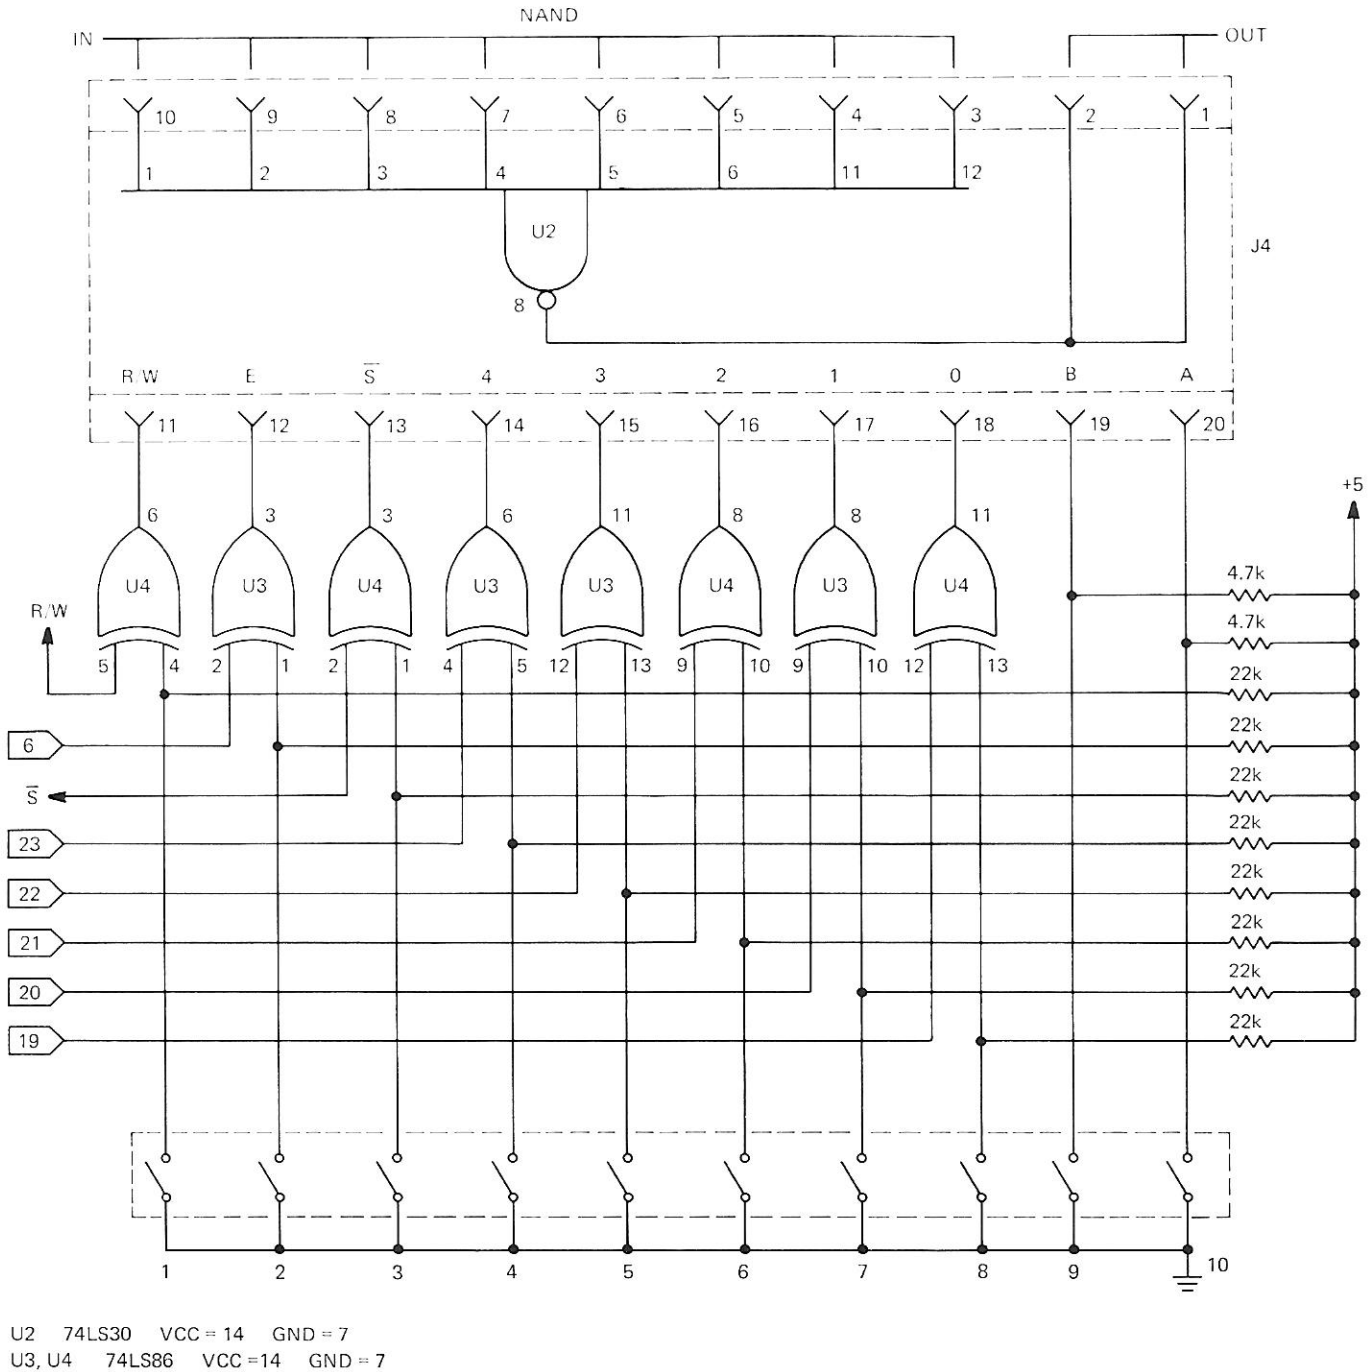 NAND
IN OUT
10 9 8 7 6 5 4 3 2 1
1 2 3 4 5 6 11 12
U2
J4
8
R/W E S̅ 4 3 2 1 0 B A
11 12 13 14 15 16 17 18 19 20
+5
6 3 3 6 11 8 8 11
U4 U3 U4 U3 U3 U4 U3 U4
4.7k
R/W
4.7k
5 4 2 1 2 1 4 5 12 13 9 10 9 10 12 13
22k
6 22k
S̅ 22k
23 22k
22 22k
21 22k
20 22k
19 22k
1 2 3 4 5 6 7 8 9 10
U2 74LS30 VCC = 14 GND = 7
U3, U4 74LS86 VCC =14 GND = 7